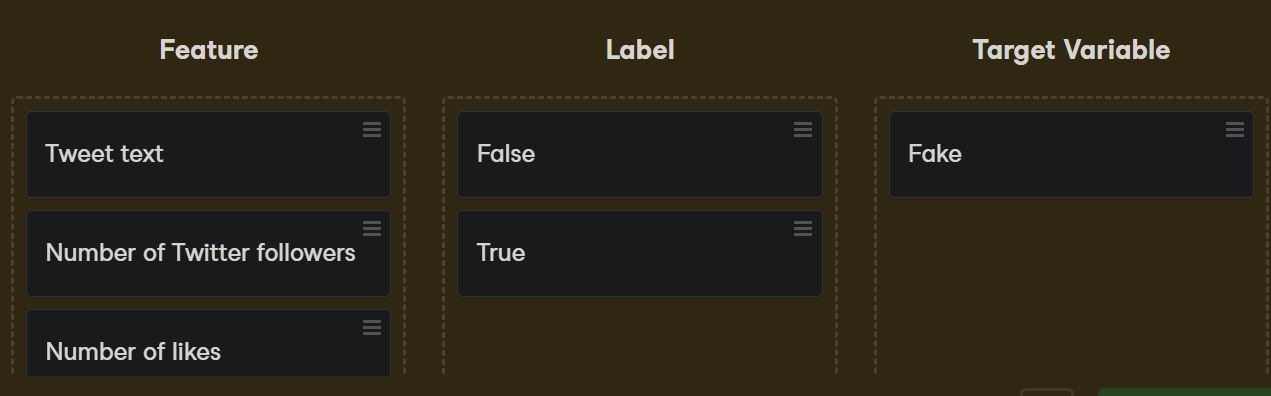 Feature
Label
Target Variable
Tweet text
False
Fake
Number of Twitter followers
True
Number of likes